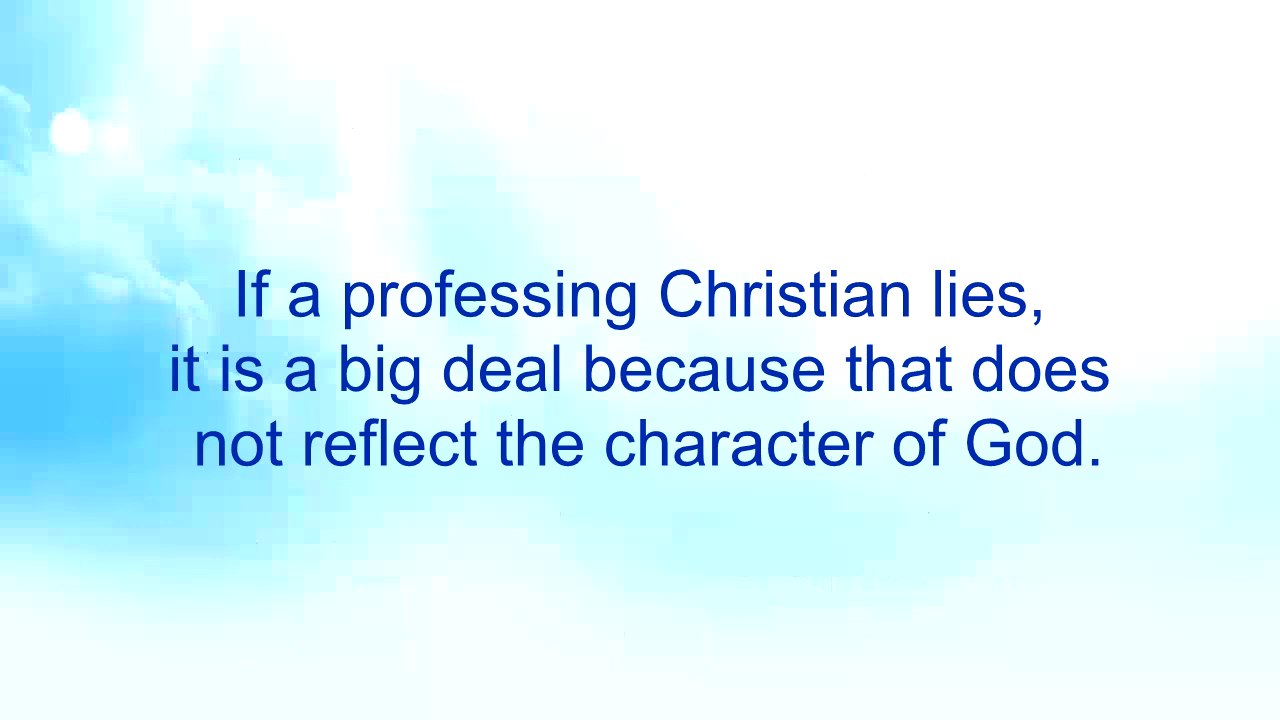 If a professing Christian lies,
it is a big deal because that does
not reflect the character of God.